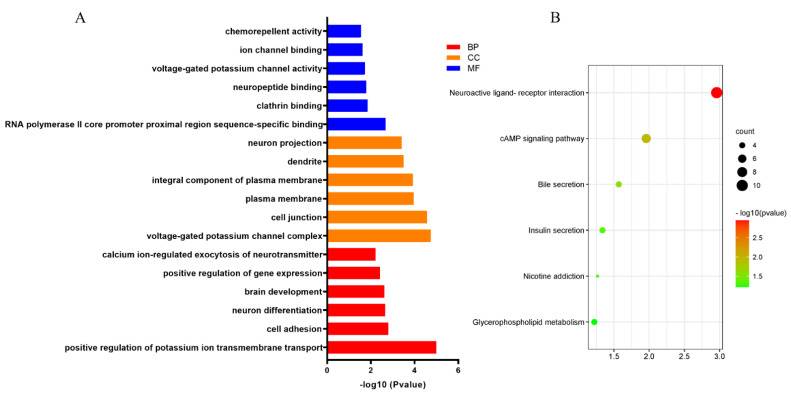 A
chemorepellent activity
ion channel binding
voltage-gated potassium channel activity
neuropeptide binding
clathrin binding
RNA polymerase II core promoter proximal region sequence-specific binding
neuron projection
dendrite
integral component of plasma membrane
plasma membrane
cell junction
voltage-gated potassium channel complex
calcium ion-regulated exocytosis of neurotransmitter
positive regulation of gene expression
brain development
neuron differentiation
cell adhesion
positive regulation of potassium ion transmembrane transport
0 2 4 6
-log10 (Pvalue)
BP
CC
MF
B
Neuroactive ligand- receptor interaction
cAMP signaling pathway
Bile secretion
Insulin secretion
Nicotine addiction
Glycerophospholipid metabolism
1.5 2.0 2.5 3.0
count
4
6
8
10
- log10(pvalue)
2.5
2.0
1.5